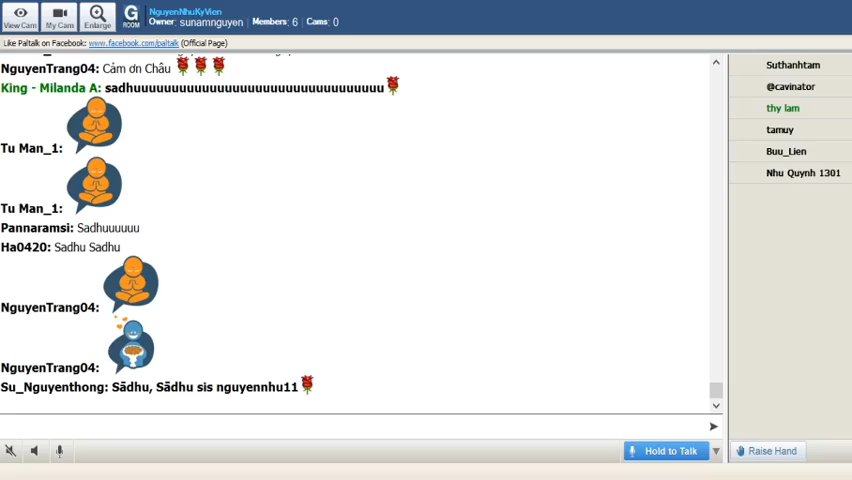 View Cam
My Cam
Enlarge
G
ROOM
NguyenNhuKyVien
Owner: sunamnguyen Members: 6 Cams: 0
Like Paltalk on Facebook: www.facebook.com/paltalk (Official Page)
NguyenTrang04: Cảm ơn Châu
King - Milanda A: sadhuuuuuuuuuuuuuuuuuuuuuuuuuuuuuuuuu
Tu Man_1:
Tu Man_1:
Pannaramsi: Sadhuuuuuu
Ha0420: Sadhu Sadhu
NguyenTrang04:
NguyenTrang04:
Su_Nguyenthong: Sādhu, Sādhu sis nguyennhu11
Suthanhtam
@cavinator
thy lam
tamuy
Buu_Lien
Nhu Quynh 1301
Hold to Talk
Raise Hand